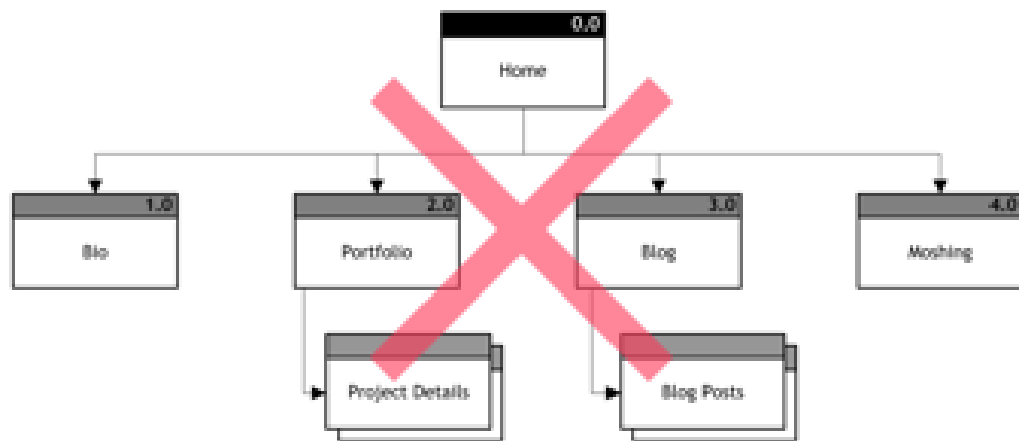 0.0
Home
1.0
2.0
3.0
4.0
Bio
Portfolio
Blog
Moshing
Project Details
Blog Posts